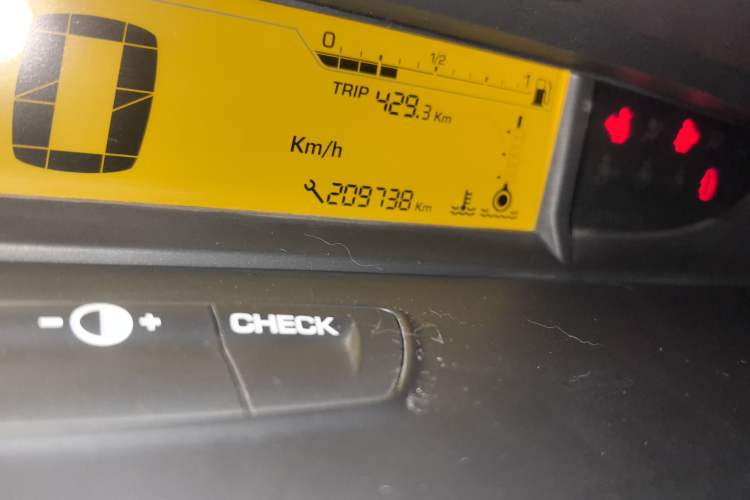 0 1/2 1
TRIP 429.3 Km
Km/h
209738 Km
- +
CHECK